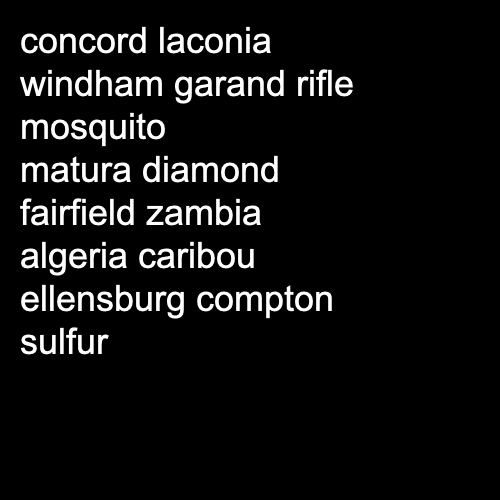 concord laconia
windham garand rifle
mosquito
matura diamond
fairfield zambia
algeria caribou
ellensburg compton
sulfur